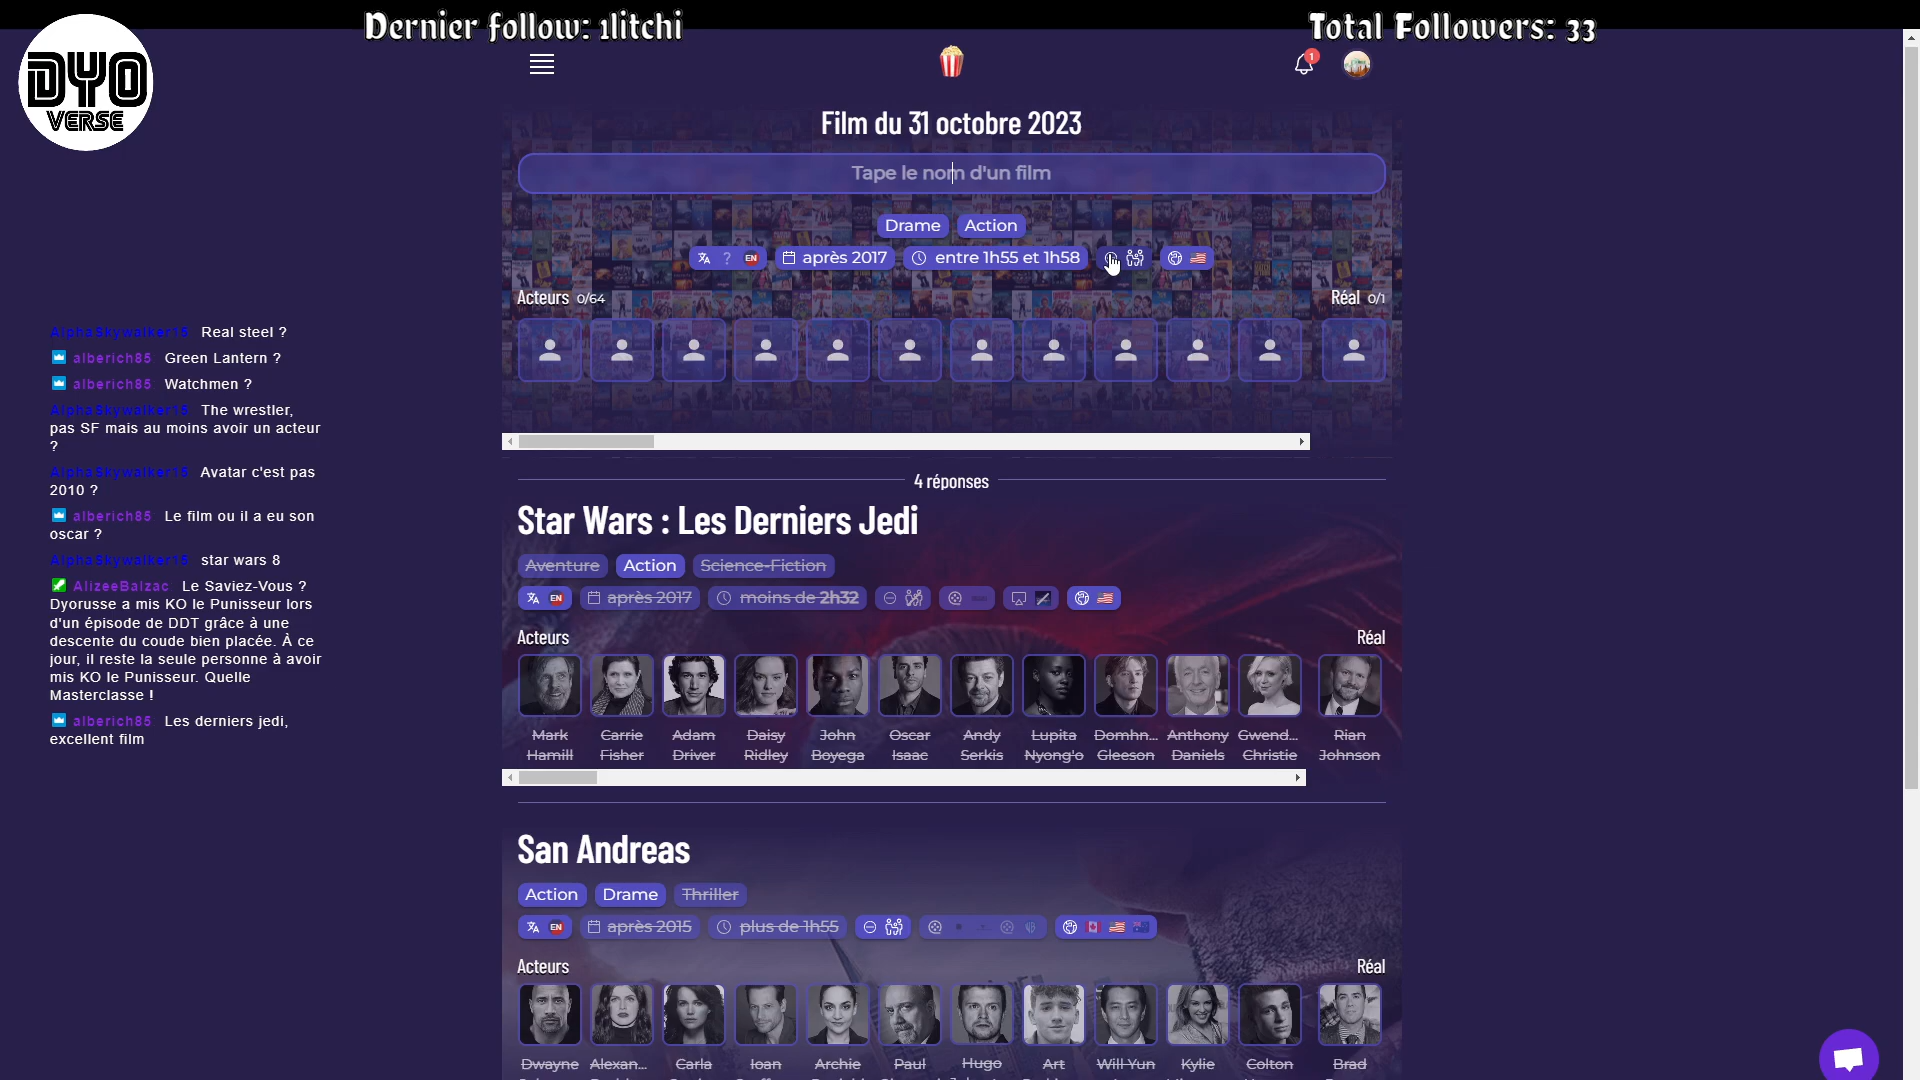 Dernier follow: 1litchi
Total Followers: 33
DYO
VERSE
1
Film du 31 octobre 2023
Tape le nom d'un film
Drame
Action
? EN
après 2017
entre 1h55 et 1h58
Acteurs 0/64
Réal 0/1
AlphaSkywalker15 Real steel ?
alberich85 Green Lantern ?
alberich85 Watchmen ?
AlphaSkywalker15 The wrestler,
pas SF mais au moins avoir un acteur
?
AlphaSkywalker15 Avatar c'est pas
2010 ?
alberich85 Le film ou il a eu son
oscar ?
AlphaSkywalker15 star wars 8
AlizeeBalzac Le Saviez-Vous ?
Dyorusse a mis KO le Punisseur lors
d'un épisode de DDT grâce à une
descente du coude bien placée. À ce
jour, il reste la seule personne à avoir
mis KO le Punisseur. Quelle
Masterclasse !
alberich85 Les derniers jedi,
excellent film
4 réponses
Star Wars : Les Derniers Jedi
Aventure
Action
Science-Fiction
EN
après 2017
moins de 2h32
Acteurs
Réal
Mark
Hamill
Carrie
Fisher
Adam
Driver
Daisy
Ridley
John
Boyega
Oscar
Isaac
Andy
Serkis
Lupita
Nyong'o
Domhn...
Gleeson
Anthony
Daniels
Gwend...
Christie
Rian
Johnson
San Andreas
Action
Drame
Thriller
EN
après 2015
plus de 1h55
Acteurs
Réal
Dwayne
Alexan...
Carla
Ioan
Archie
Paul
Hugo
Art
Will Yun
Kylie
Colton
Brad